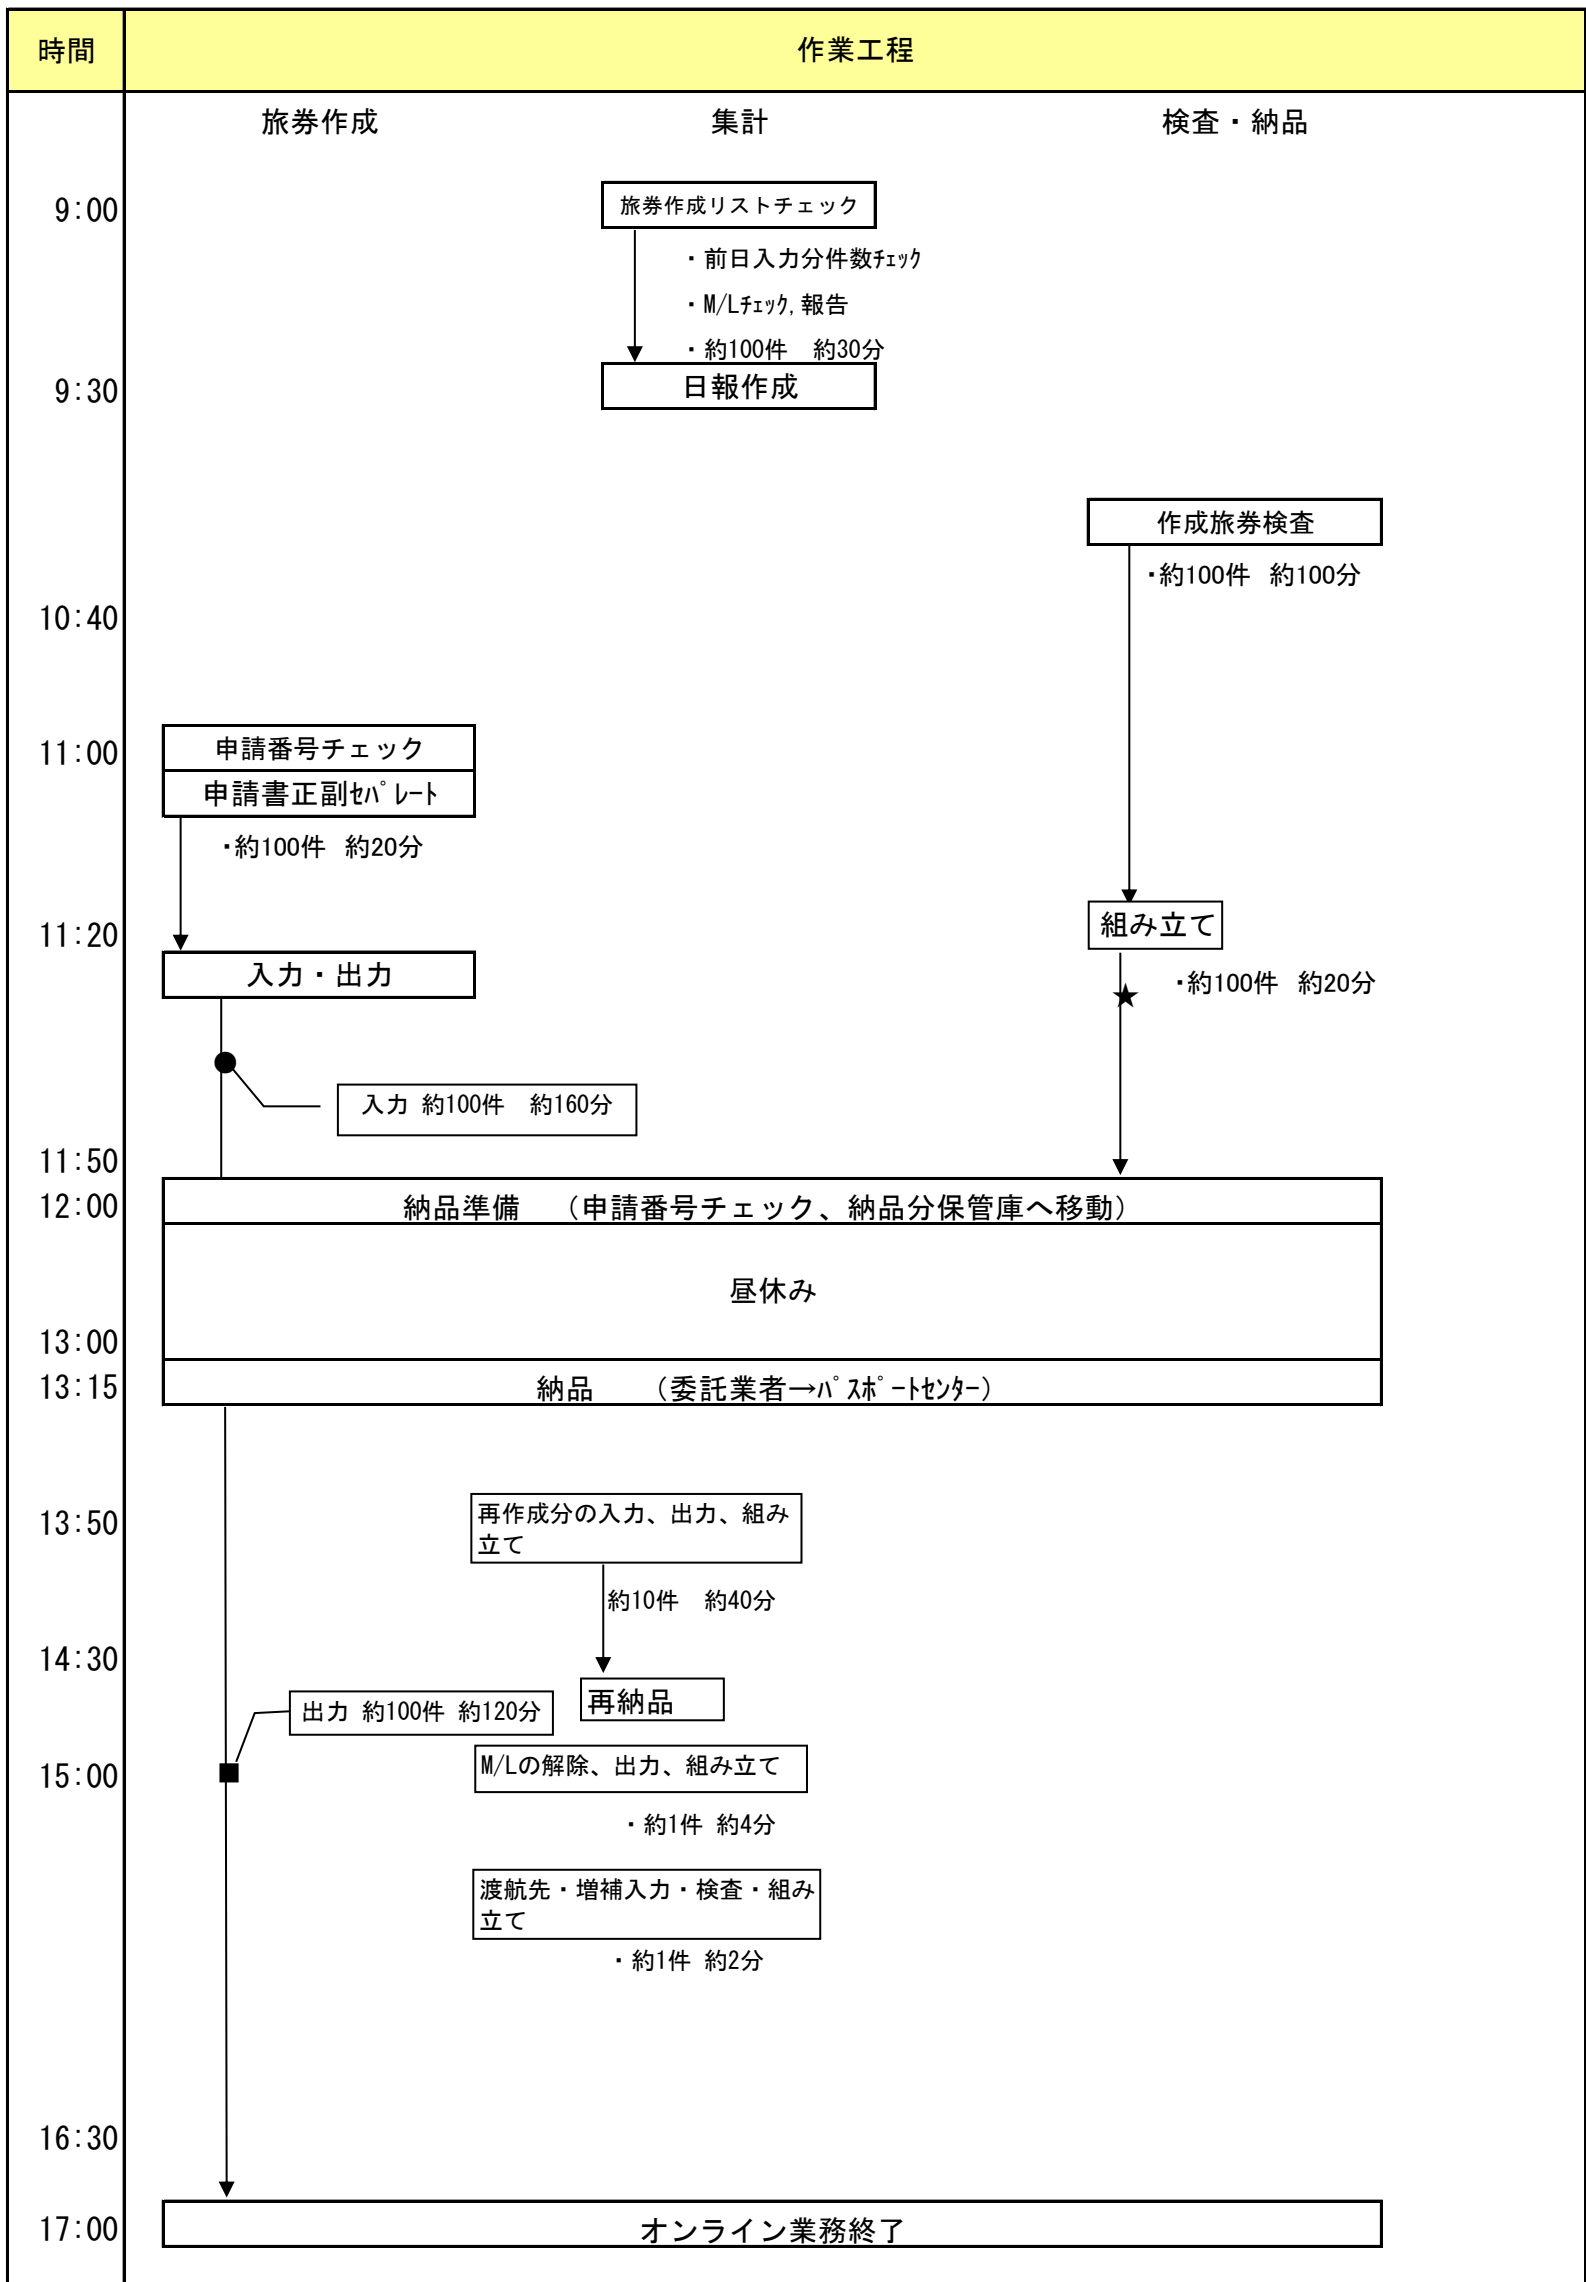 時間
作業工程
旅券作成
集計
検査・納品
9:00
旅券作成リストチェック
・前日入力分件数ﾁｪｯｸ
・M/Lﾁｪｯｸ,報告
・約100件　約30分
9:30
日報作成
作成旅券検査
・約100件　約100分
10:40
11:00
申請番号チェック
申請書正副ｾﾊﾟﾚｰﾄ
・約100件　約20分
11:20
組み立て
入力・出力
・約100件　約20分
★
入力 約100件　約160分
11:50
12:00
納品準備　（申請番号チェック、納品分保管庫へ移動）
昼休み
13:00
13:15
納品　　（委託業者→ﾊﾟｽﾎﾟｰﾄｾﾝﾀｰ）
13:50
再作成分の入力、出力、組み
立て
約10件　約40分
14:30
再納品
出力 約100件 約120分
M/Lの解除、出力、組み立て
15:00
・約1件 約4分
渡航先・増補入力・検査・組み
立て
・約1件 約2分
16:30
17:00
オンライン業務終了